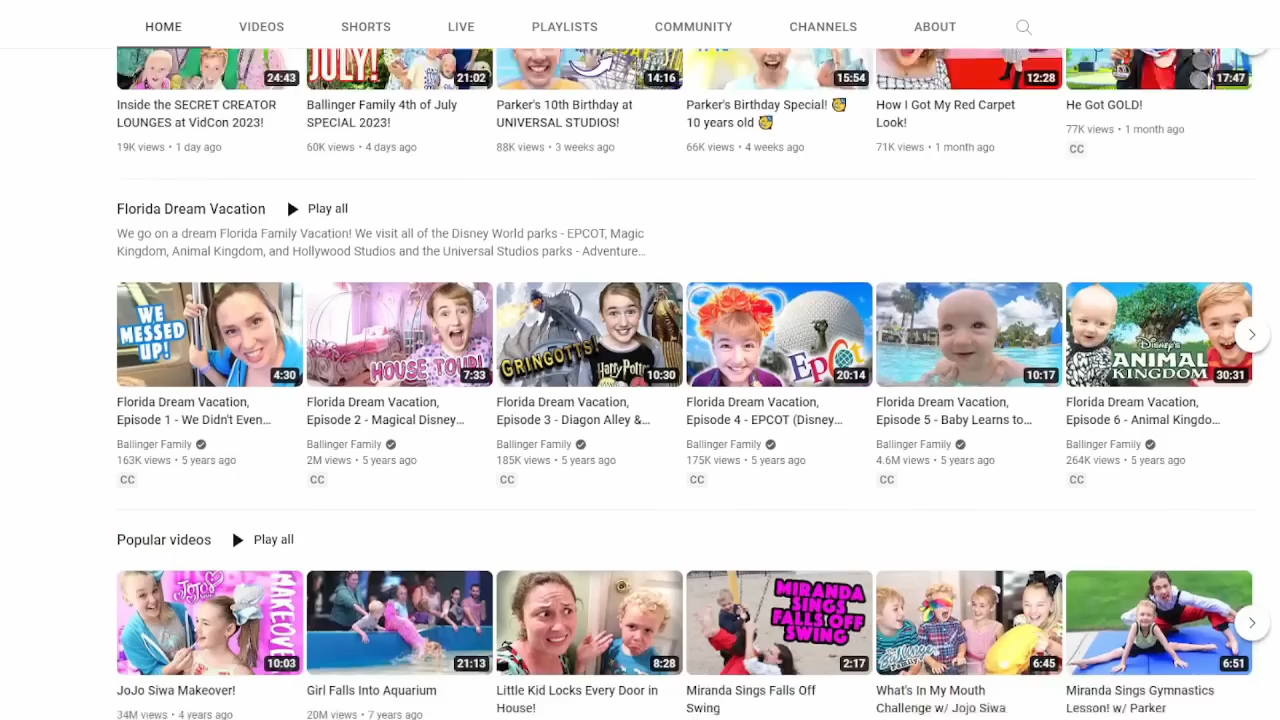 HOME VIDEOS SHORTS LIVE PLAYLISTS COMMUNITY CHANNELS ABOUT
JULY!
24:43 21:02 14:16 15:54 12:28 17:47
Inside the SECRET CREATOR
LOUNGES at VidCon 2023!
19K views • 1 day ago
Ballinger Family 4th of July
SPECIAL 2023!
60K views • 4 days ago
Parker's 10th Birthday at
UNIVERSAL STUDIOS!
88K views • 3 weeks ago
Parker's Birthday Special! 🥳
10 years old 🥳
66K views • 4 weeks ago
How I Got My Red Carpet
Look!
71K views • 1 month ago
He Got GOLD!
77K views • 1 month ago
CC
Florida Dream Vacation Play all
We go on a dream Florida Family Vacation! We visit all of the Disney World parks - EPCOT, Magic
Kingdom, Animal Kingdom, and Hollywood Studios and the Universal Studios parks - Adventure...
WE
MESSED
UP!
4:30
Florida Dream Vacation,
Episode 1 - We Didn't Even...
Ballinger Family
163K views • 5 years ago
CC
HOUSE TOUR!
7:33
Florida Dream Vacation,
Episode 2 - Magical Disney...
Ballinger Family
2M views • 5 years ago
CC
GRINGOTTS!
Harry Potter
10:30
Florida Dream Vacation,
Episode 3 - Diagon Alley &...
Ballinger Family
185K views • 5 years ago
CC
Epcot
20:14
Florida Dream Vacation,
Episode 4 - EPCOT (Disney...
Ballinger Family
175K views • 5 years ago
CC
10:17
Florida Dream Vacation,
Episode 5 - Baby Learns to...
Ballinger Family
4.6M views • 5 years ago
CC
DISNEY'S
ANIMAL
KINGDOM
30:31
Florida Dream Vacation,
Episode 6 - Animal Kingdo...
Ballinger Family
264K views • 5 years ago
CC
Popular videos Play all
JOJO'S
MAKEOVER
10:03
JoJo Siwa Makeover!
34M views • 4 years ago
21:13
Girl Falls Into Aquarium
20M views • 7 years ago
8:28
Little Kid Locks Every Door in
House!
MIRANDA
SINGS
FALLS OFF
SWING
2:17
Miranda Sings Falls Off
Swing
Ballinger
FAMILY
6:45
What's In My Mouth
Challenge w/ Jojo Siwa
6:51
Miranda Sings Gymnastics
Lesson! w/ Parker